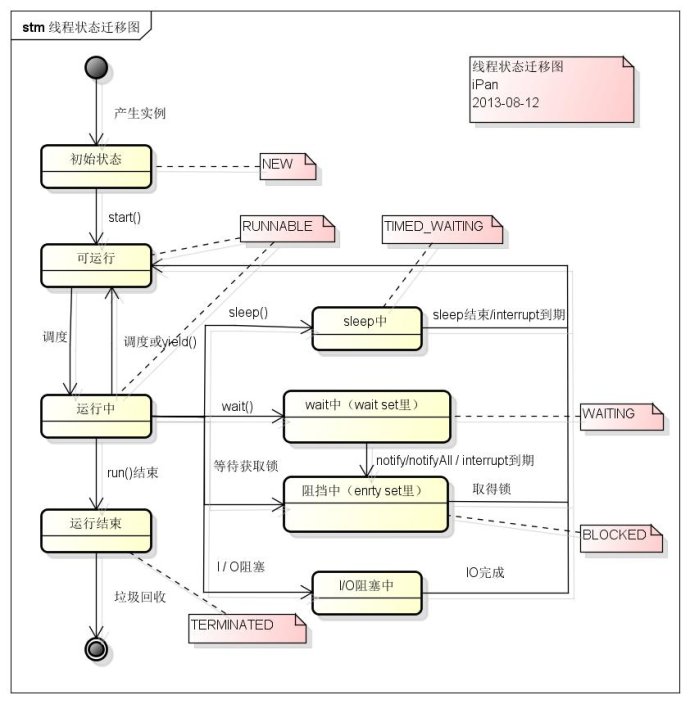 stm 线程状态迁移图
线程状态迁移图
iPan
2013-08-12
产生实例
初始状态
NEW
start()
RUNNABLE
TIMED_WAITING
可运行
sleep()
sleep中
sleep结束/interrupt到期
调度
调度或yield()
wait()
wait中（wait set里）
WAITING
运行中
notify/notifyAll / interrupt到期
等待获取锁
run()结束
阻挡中（enrty set里）
取得锁
运行结束
BLOCKED
I / O阻塞
I/O阻塞中
IO完成
垃圾回收
TERMINATED